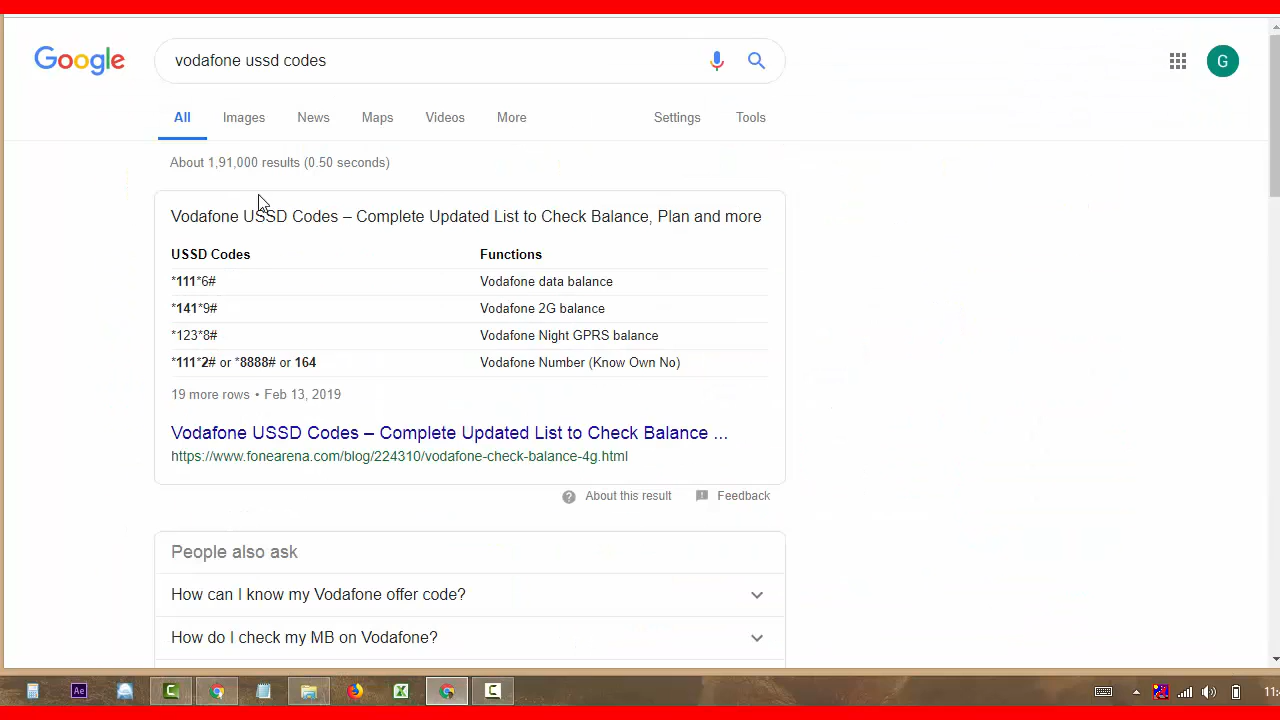 Google
vodafone ussd codes
G
All Images News Maps Videos More Settings Tools
About 1,91,000 results (0.50 seconds)
Vodafone USSD Codes – Complete Updated List to Check Balance, Plan and more
USSD Codes Functions
*111*6# Vodafone data balance
*141*9# Vodafone 2G balance
*123*8# Vodafone Night GPRS balance
*111*2# or *8888# or 164 Vodafone Number (Know Own No)
19 more rows • Feb 13, 2019
Vodafone USSD Codes – Complete Updated List to Check Balance ...
https://www.fonearena.com/blog/224310/vodafone-check-balance-4g.html
About this result Feedback
People also ask
How can I know my Vodafone offer code?
How do I check my MB on Vodafone?
Ae